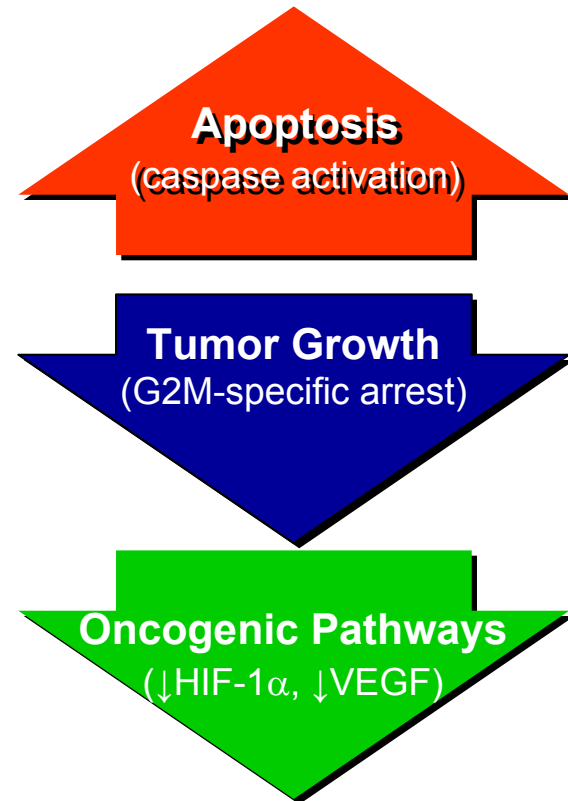 Apoptosis
(caspase activation)
Tumor Growth
(G2M-specific arrest)
Oncogenic Pathways
(↓HIF-1α, ↓VEGF)